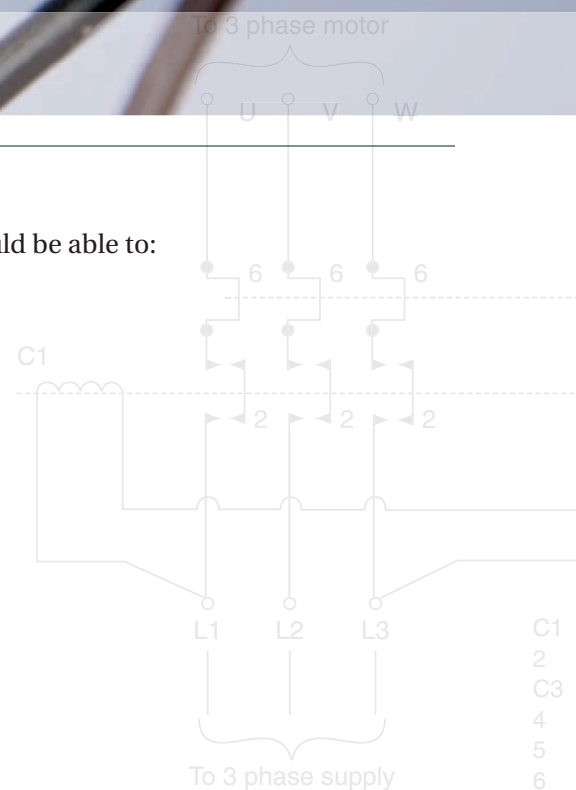 To 3 phase motor
U V W
uld be able to:
6 6 6
C1
2 2 2
L1 L2 L3
C1
2
C3
4
5
6
To 3 phase supply